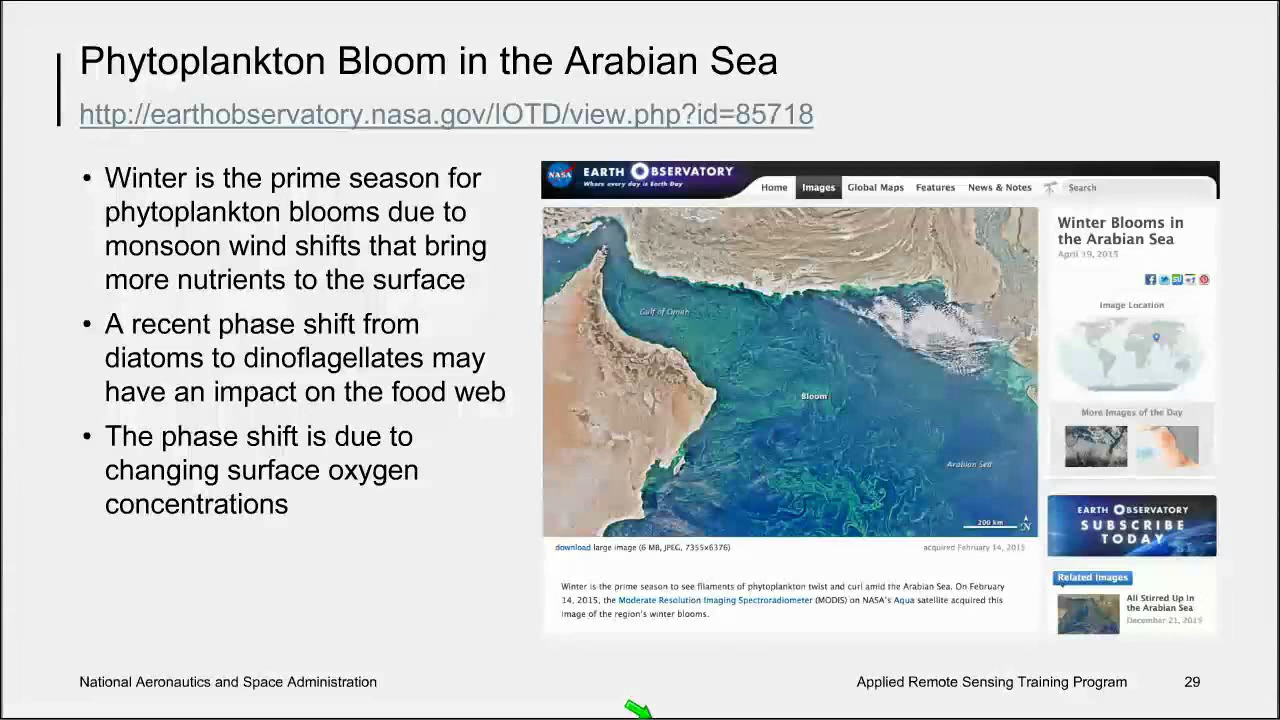 Phytoplankton Bloom in the Arabian Sea
http://earthobservatory.nasa.gov/IOTD/view.php?id=85718
• Winter is the prime season for
phytoplankton blooms due to
monsoon wind shifts that bring
more nutrients to the surface
• A recent phase shift from
diatoms to dinoflagellates may
have an impact on the food web
• The phase shift is due to
changing surface oxygen
concentrations
NASA
EARTH OBSERVATORY
Where every day is Earth Day
Home Images Global Maps Features News & Notes Search
Gulf of Oman
Bloom
Arabian Sea
200 km
N
download large image (6 MB, JPEG, 7355x6376)
acquired February 14, 2015
Winter is the prime season to see filaments of phytoplankton twist and curl amid the Arabian Sea. On February
14, 2015, the Moderate Resolution Imaging Spectroradiometer (MODIS) on NASA's Aqua satellite acquired this
image of the region's winter blooms.
Winter Blooms in
the Arabian Sea
April 19, 2015
Image Location
More Images of the Day
EARTH OBSERVATORY
SUBSCRIBE
TODAY
Related Images
All Stirred Up in
the Arabian Sea
December 21, 2015
National Aeronautics and Space Administration
Applied Remote Sensing Training Program
29